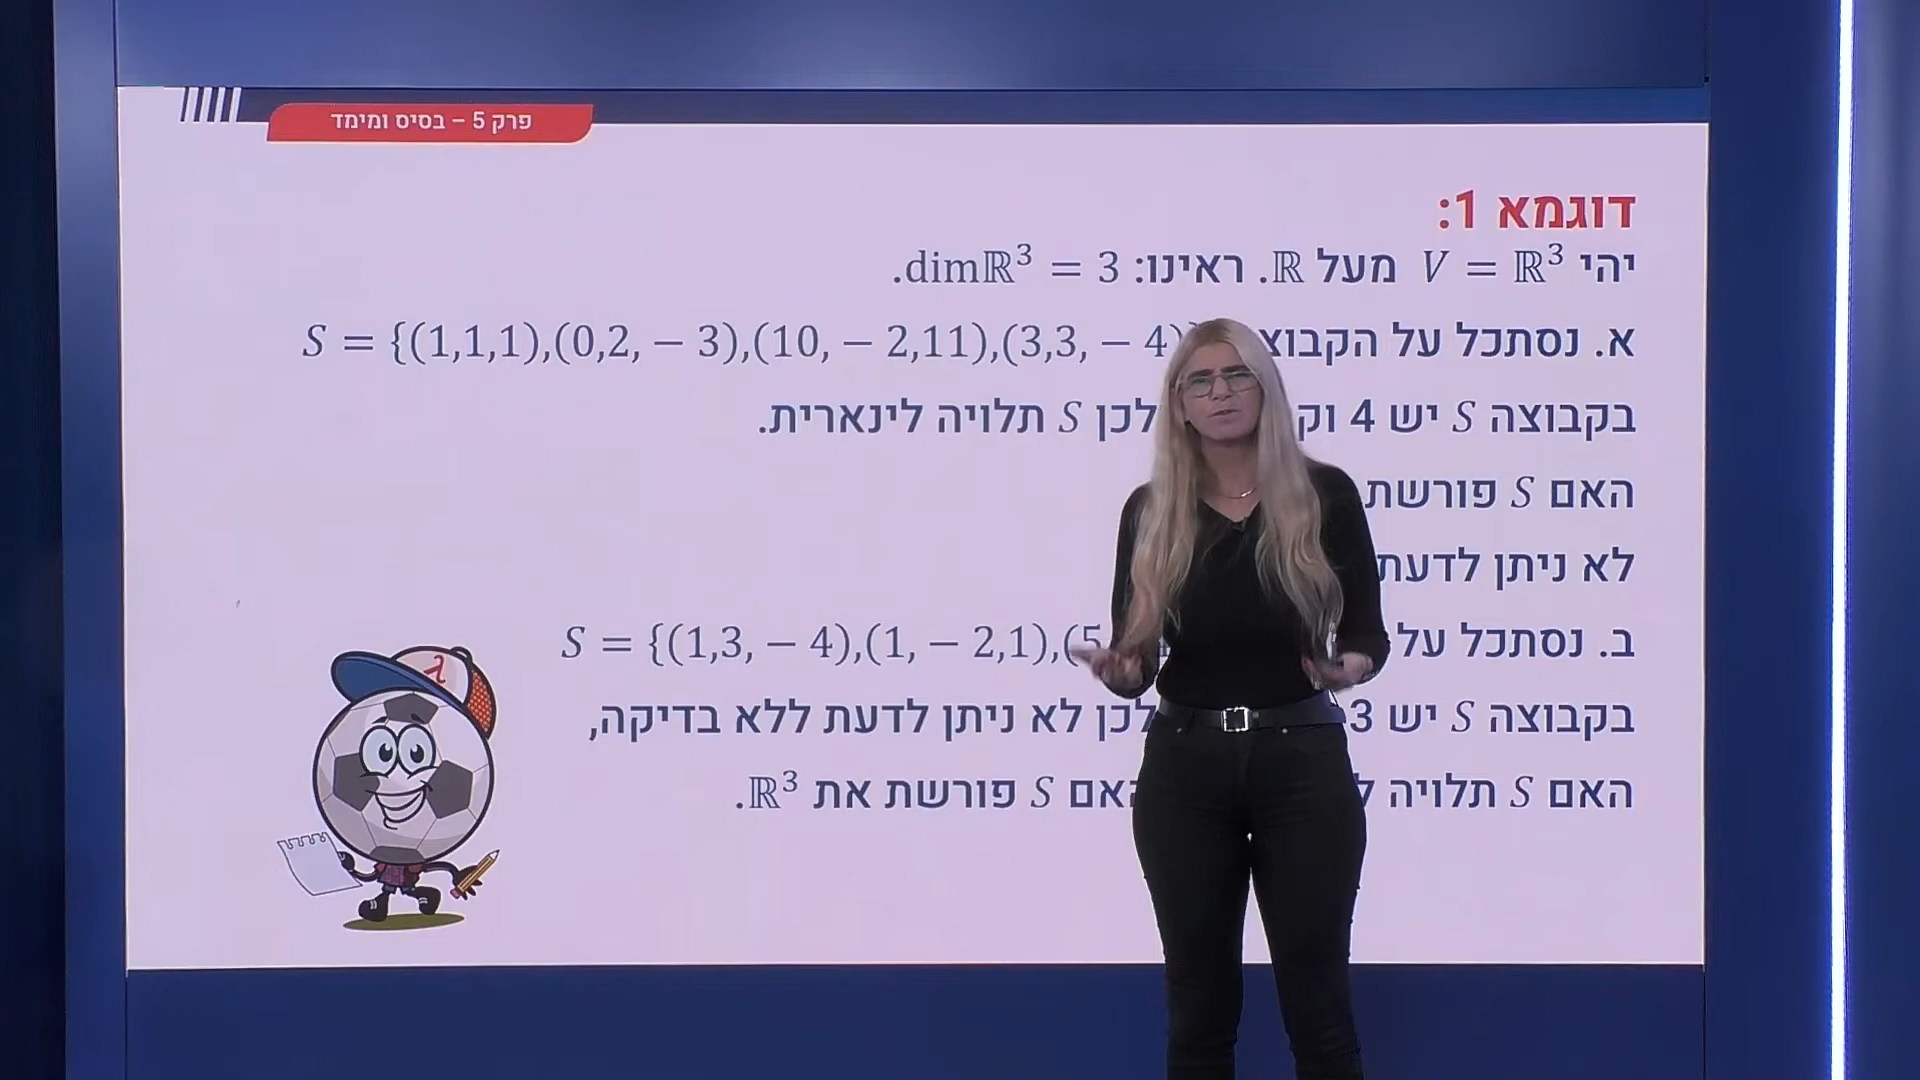 פרק 5 – בסיס ומימד
דוגמא 1:
יהי V = ℝ³ מעל ℝ. ראינו: dimℝ³ = 3.
א. נסתכל על S = {(1,1,1),(0,2, − 3),(10, − 2,11),(3,3, − 4)
בקבוצה S יש 4 לכן S תלויה לינארית.
האם S פורשת
לא ניתן לדעת
ב. נסתכל על S = {(1,3, − 4),(1, − 2,1),(5
בקבוצה S יש 3 לכן לא ניתן לדעת ללא בדיקה,
האם S תלויה האם S פורשת את ℝ³.
λ